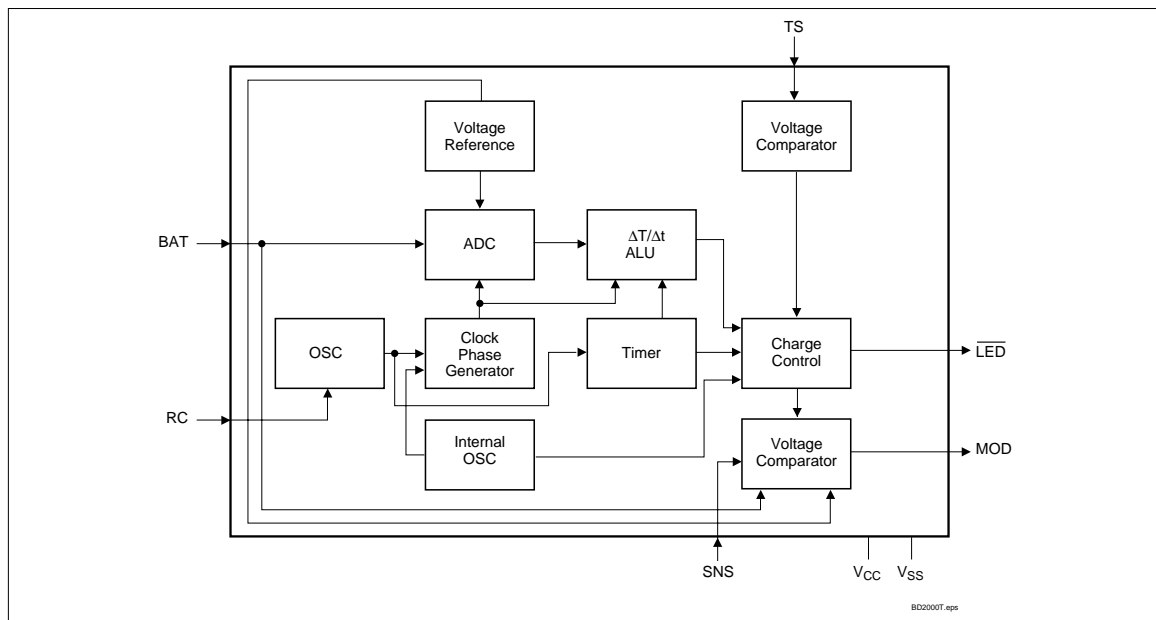 TS
Voltage
Reference
Voltage
Comparator
BAT
ADC
ΔT/Δt
ALU
OSC
Clock
Phase
Generator
Timer
Charge
Control
LED
RC
Internal
OSC
Voltage
Comparator
MOD
SNS
VCC
VSS
BD2000T.eps